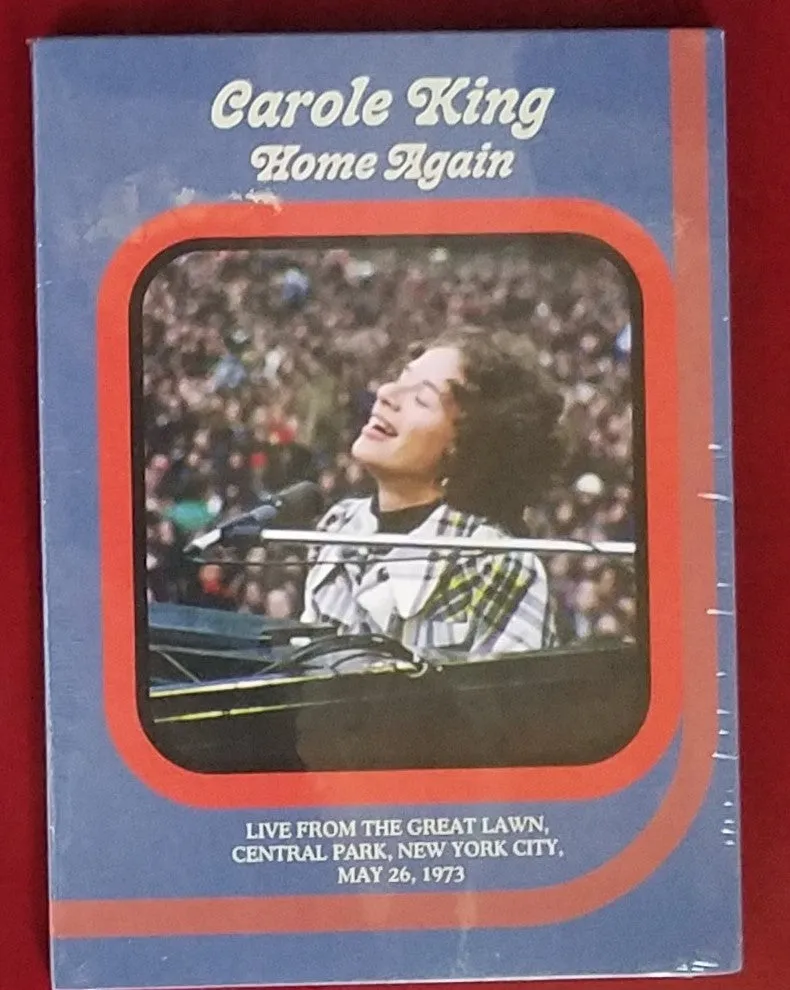 Carole King
Home Again
LIVE FROM THE GREAT LAWN,
CENTRAL PARK, NEW YORK CITY,
MAY 26, 1973